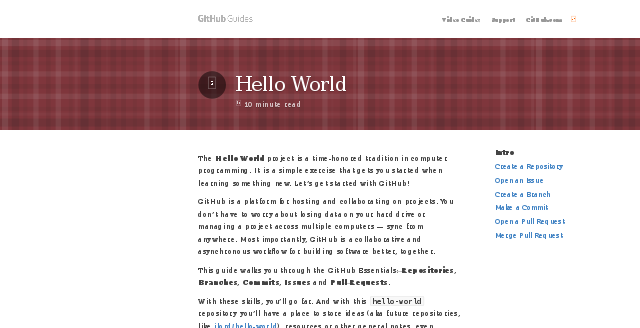 GitHub Guides
Video Guides Support GitHub.com
Hello World
10 minute read
The Hello World project is a time-honored tradition in computer
programming. It is a simple exercise that gets you started when
learning something new. Let's get started with GitHub!
GitHub is a platform for hosting and collaborating on projects. You
don't have to worry about losing data on your hard drive or
managing a project across multiple computers — sync from
anywhere. Most importantly, GitHub is a collaborative and
asynchronous workflow for building software better, together.
This guide walks you through the GitHub Essentials: Repositories,
Branches, Commits, Issues and Pull Requests.
With these skills, you'll go far. And with this hello-world
repository you'll have a place to store ideas (aka future repositories,
resources or other general notes, even
Intro
Create a Repository
Open an Issue
Create a Branch
Make a Commit
Open a Pull Request
Merge Pull Request